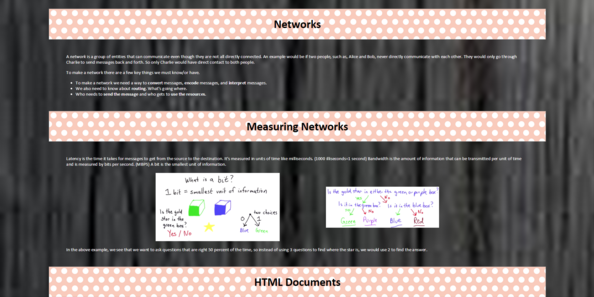 Networks
A network is a group of entities that can communicate even though they are not all directly connected. An example would be if two people, such as, Alice and Bob, never directly communicate with each other. They would only go through
Charlie to send messages back and forth. So only Charlie would have direct contact to both people.
To make a network there are a few key things we must know/or have.
To make a network we need a way to convert messages, encode messages, and interpret messages.
We also need to know about routing. What's going where.
Who needs to send the message and who gets to use the resources.
Measuring Networks
Latency is the time it takes for messages to get from the source to the destination. It's measured in units of time like milliseconds. (1000 Milliseconds=1 second) Bandwidth is the amount of information that can be transmitted per unit of time
and is measured by bits per second. (MBPS) A bit is the smallest unit of information.
What is a bit?
1 bit = smallest unit of information
Is the gold
star in the
green box?
Yes / No
two choices
0 1
Blue Green
Is the gold star in either the green or purple box?
Yes No
Is it in the green box? Is it in the blue box?
Yes No Yes No
Green Purple Blue Red
In the above example, we see that we want to ask questions that are right 50 percent of the time, so instead of using 3 questions to find where the star is, we would use 2 to find the answer.
HTML Documents